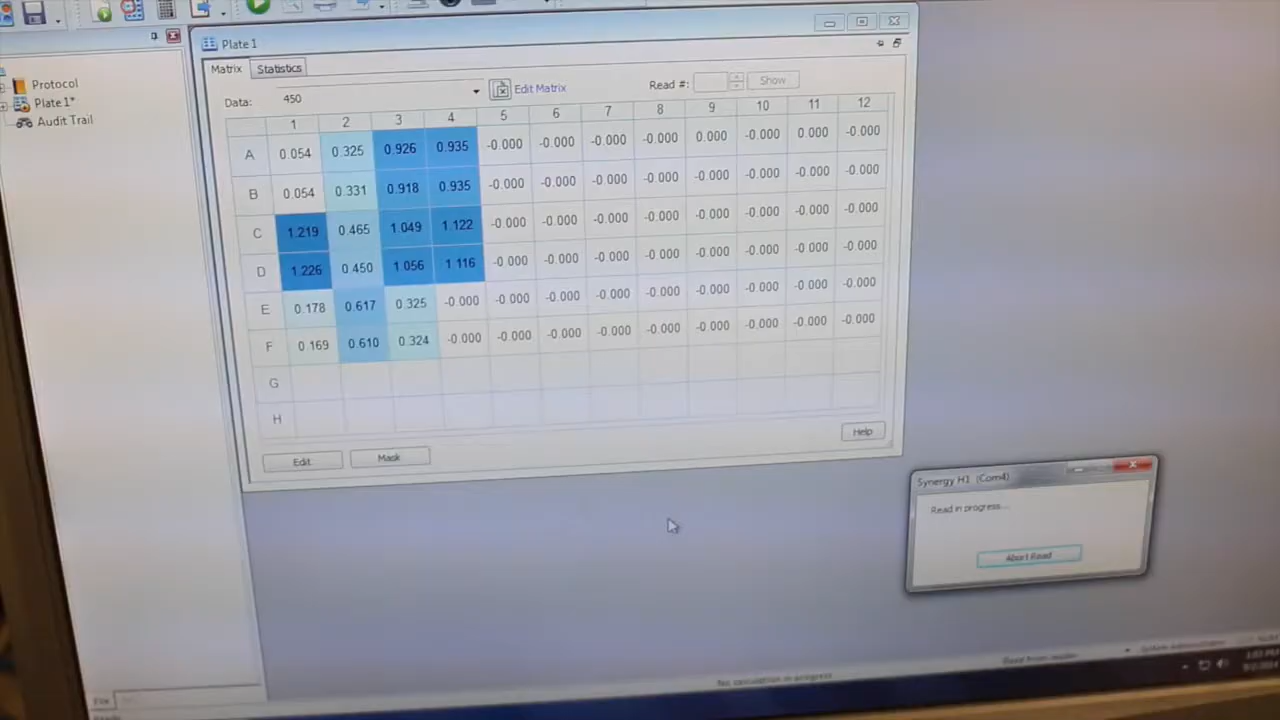 Plate 1
Matrix Statistics
Protocol
Plate 1*
Audit Trail
Data: 450 Edit Matrix Read #: Show
1 2 3 4 5 6 7 8 9 10 11 12
A 0.054 0.325 0.926 0.935 -0.000 -0.000 -0.000 -0.000 0.000 -0.000 0.000 -0.000
B 0.054 0.331 0.918 0.935 -0.000 -0.000 -0.000 -0.000 -0.000 -0.000 -0.000 -0.000
C 1.219 0.465 1.049 1.122 -0.000 -0.000 -0.000 -0.000 -0.000 -0.000 -0.000 -0.000
D 1.226 0.450 1.056 1.116 -0.000 -0.000 -0.000 -0.000 -0.000 -0.000 -0.000 -0.000
E 0.178 0.617 0.325 -0.000 -0.000 -0.000 -0.000 -0.000 -0.000 -0.000 -0.000 -0.000
F 0.169 0.610 0.324 -0.000 -0.000 -0.000 -0.000 -0.000 -0.000 -0.000 -0.000 -0.000
G
H
Edit Mask Help
Synergy H1 (Com4)
Read in progress...
Abort Read
No calculation in progress
Read from reader
System Administrator